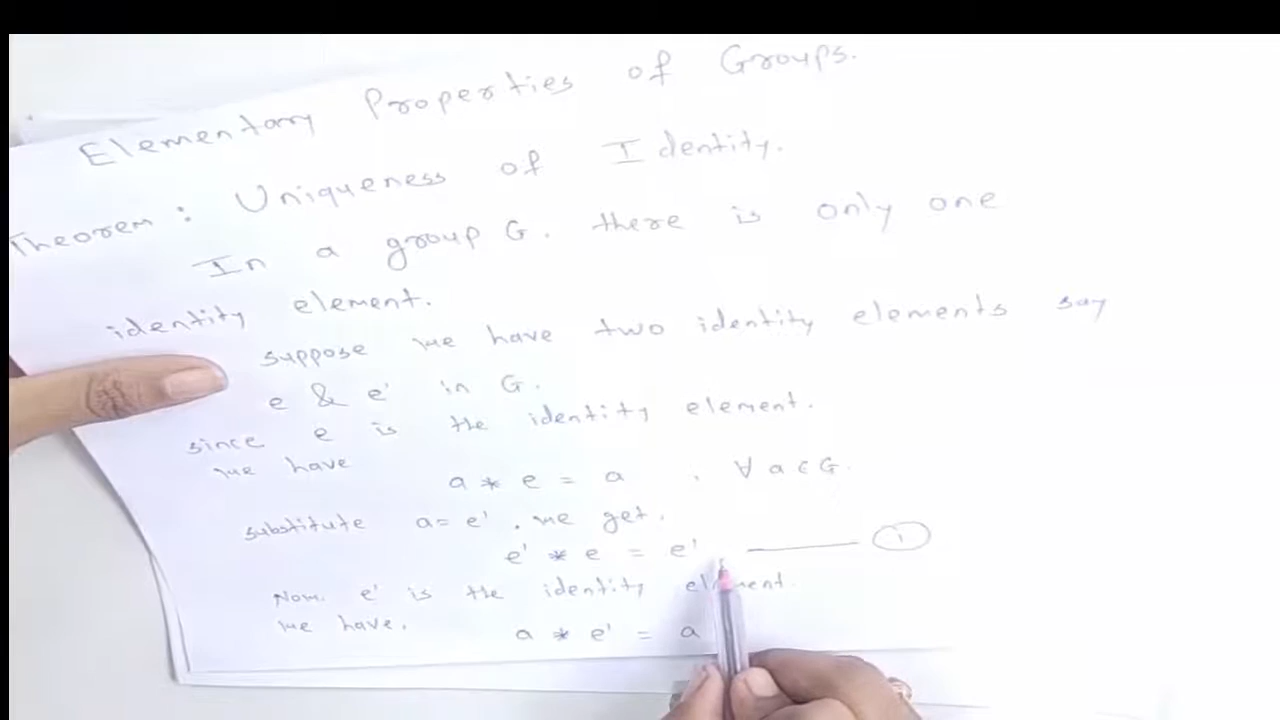 Elementary Properties of Groups.
Theorem : Uniqueness of Identity.
In a group G. there is only one
identity element.
suppose we have two identity elements say
e & e' in G.
since e is the identity element.
we have
a * e = a , ∀ a ∈ G.
substitute a = e' , we get.
e' * e = e' ——— ①
Now. e' is the identity element.
we have. a * e' = a